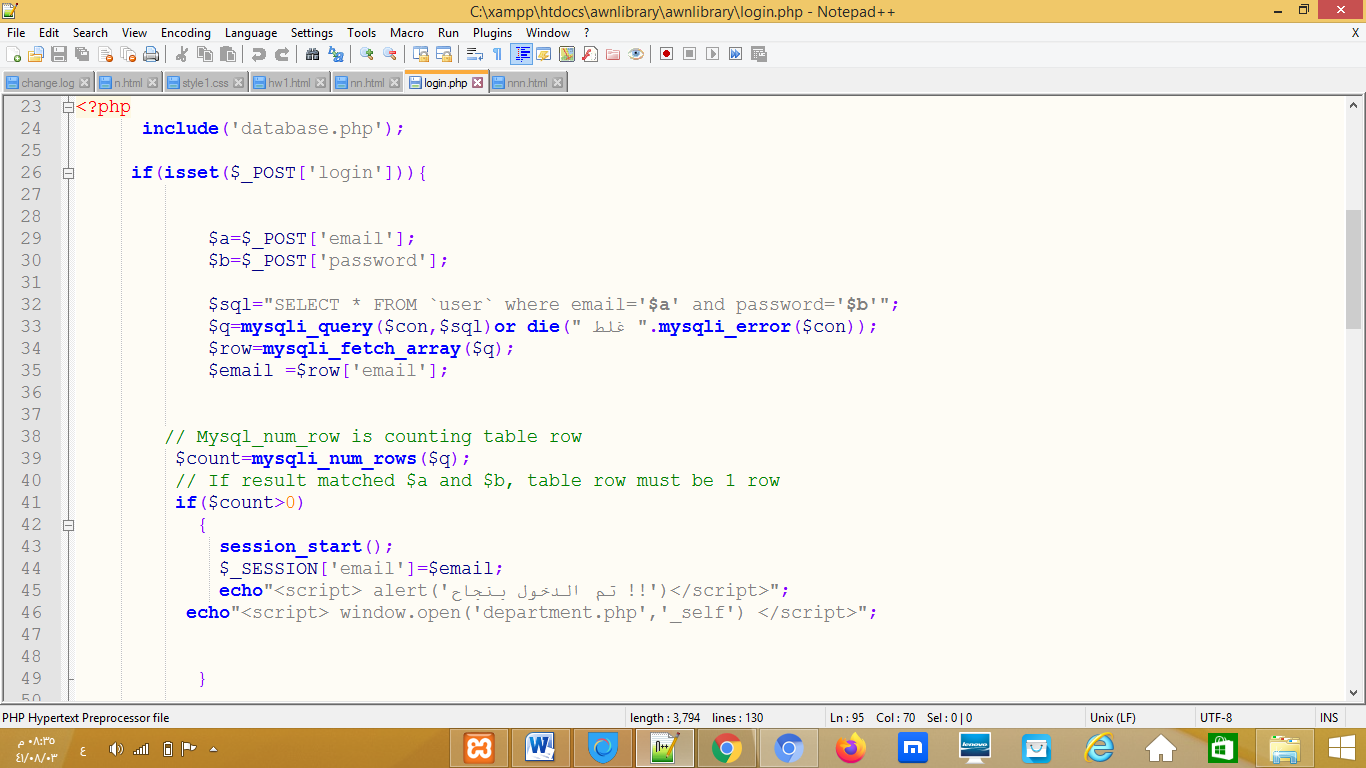 C:\xampp\htdocs\awnlibrary\awnlibrary\login.php - Notepad++
File Edit Search View Encoding Language Settings Tools Macro Run Plugins Window ? X
change.log n.html style1.css hw1.html nn.html login.php nnn.html
23 <?php
24 include('database.php');
25
26 if(isset($_POST['login'])){
27
28
29 $a=$_POST['email'];
30 $b=$_POST['password'];
31
32 $sql="SELECT * FROM `user` where email='$a' and password='$b'";
33 $q=mysqli_query($con,$sql)or die(" غلط ".mysqli_error($con));
34 $row=mysqli_fetch_array($q);
35 $email =$row['email'];
36
37
38 // Mysql_num_row is counting table row
39 $count=mysqli_num_rows($q);
40 // If result matched $a and $b, table row must be 1 row
41 if($count>0)
42 {
43 session_start();
44 $_SESSION['email']=$email;
45 echo"<script> alert('تم الدخول بنجاح !!')</script>";
46 echo"<script> window.open('department.php','_self') </script>";
47
48
49 }
50
PHP Hypertext Preprocessor file length : 3,794 lines : 130 Ln : 95 Col : 70 Sel : 0 | 0 Unix (LF) UTF-8 INS
٠٨:٣٥ م
٤١/٠٨/٠٣
ع
W
n++
m
lenovo